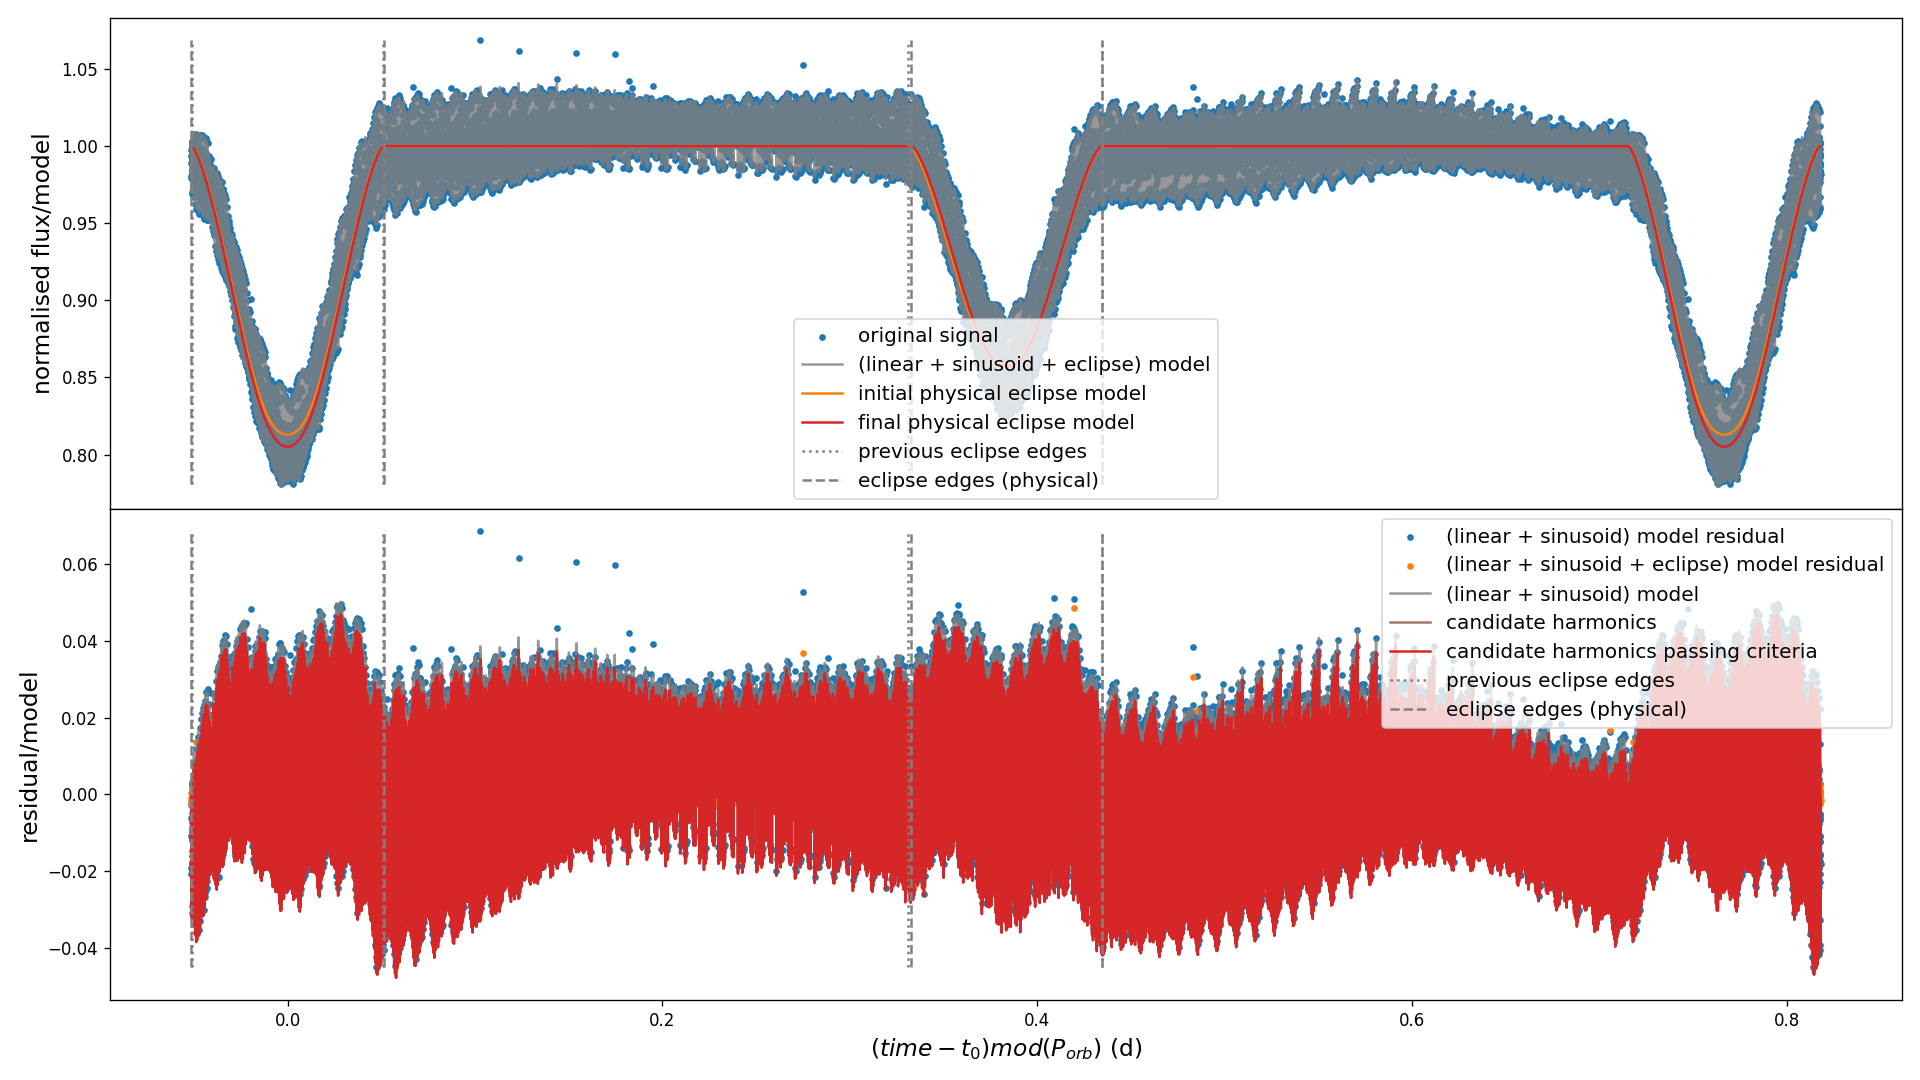 normalised flux/model
1.05
1.00
0.95
0.90
0.85
0.80
original signal
(linear + sinusoid + eclipse) model
initial physical eclipse model
final physical eclipse model
previous eclipse edges
eclipse edges (physical)
residual/model
0.06
0.04
0.02
0.00
−0.02
−0.04
(linear + sinusoid) model residual
(linear + sinusoid + eclipse) model residual
(linear + sinusoid) model
candidate harmonics
candidate harmonics passing criteria
previous eclipse edges
eclipse edges (physical)
0.0 0.2 0.4 0.6 0.8
(time − t₀)mod(Pₒᵣb) (d)